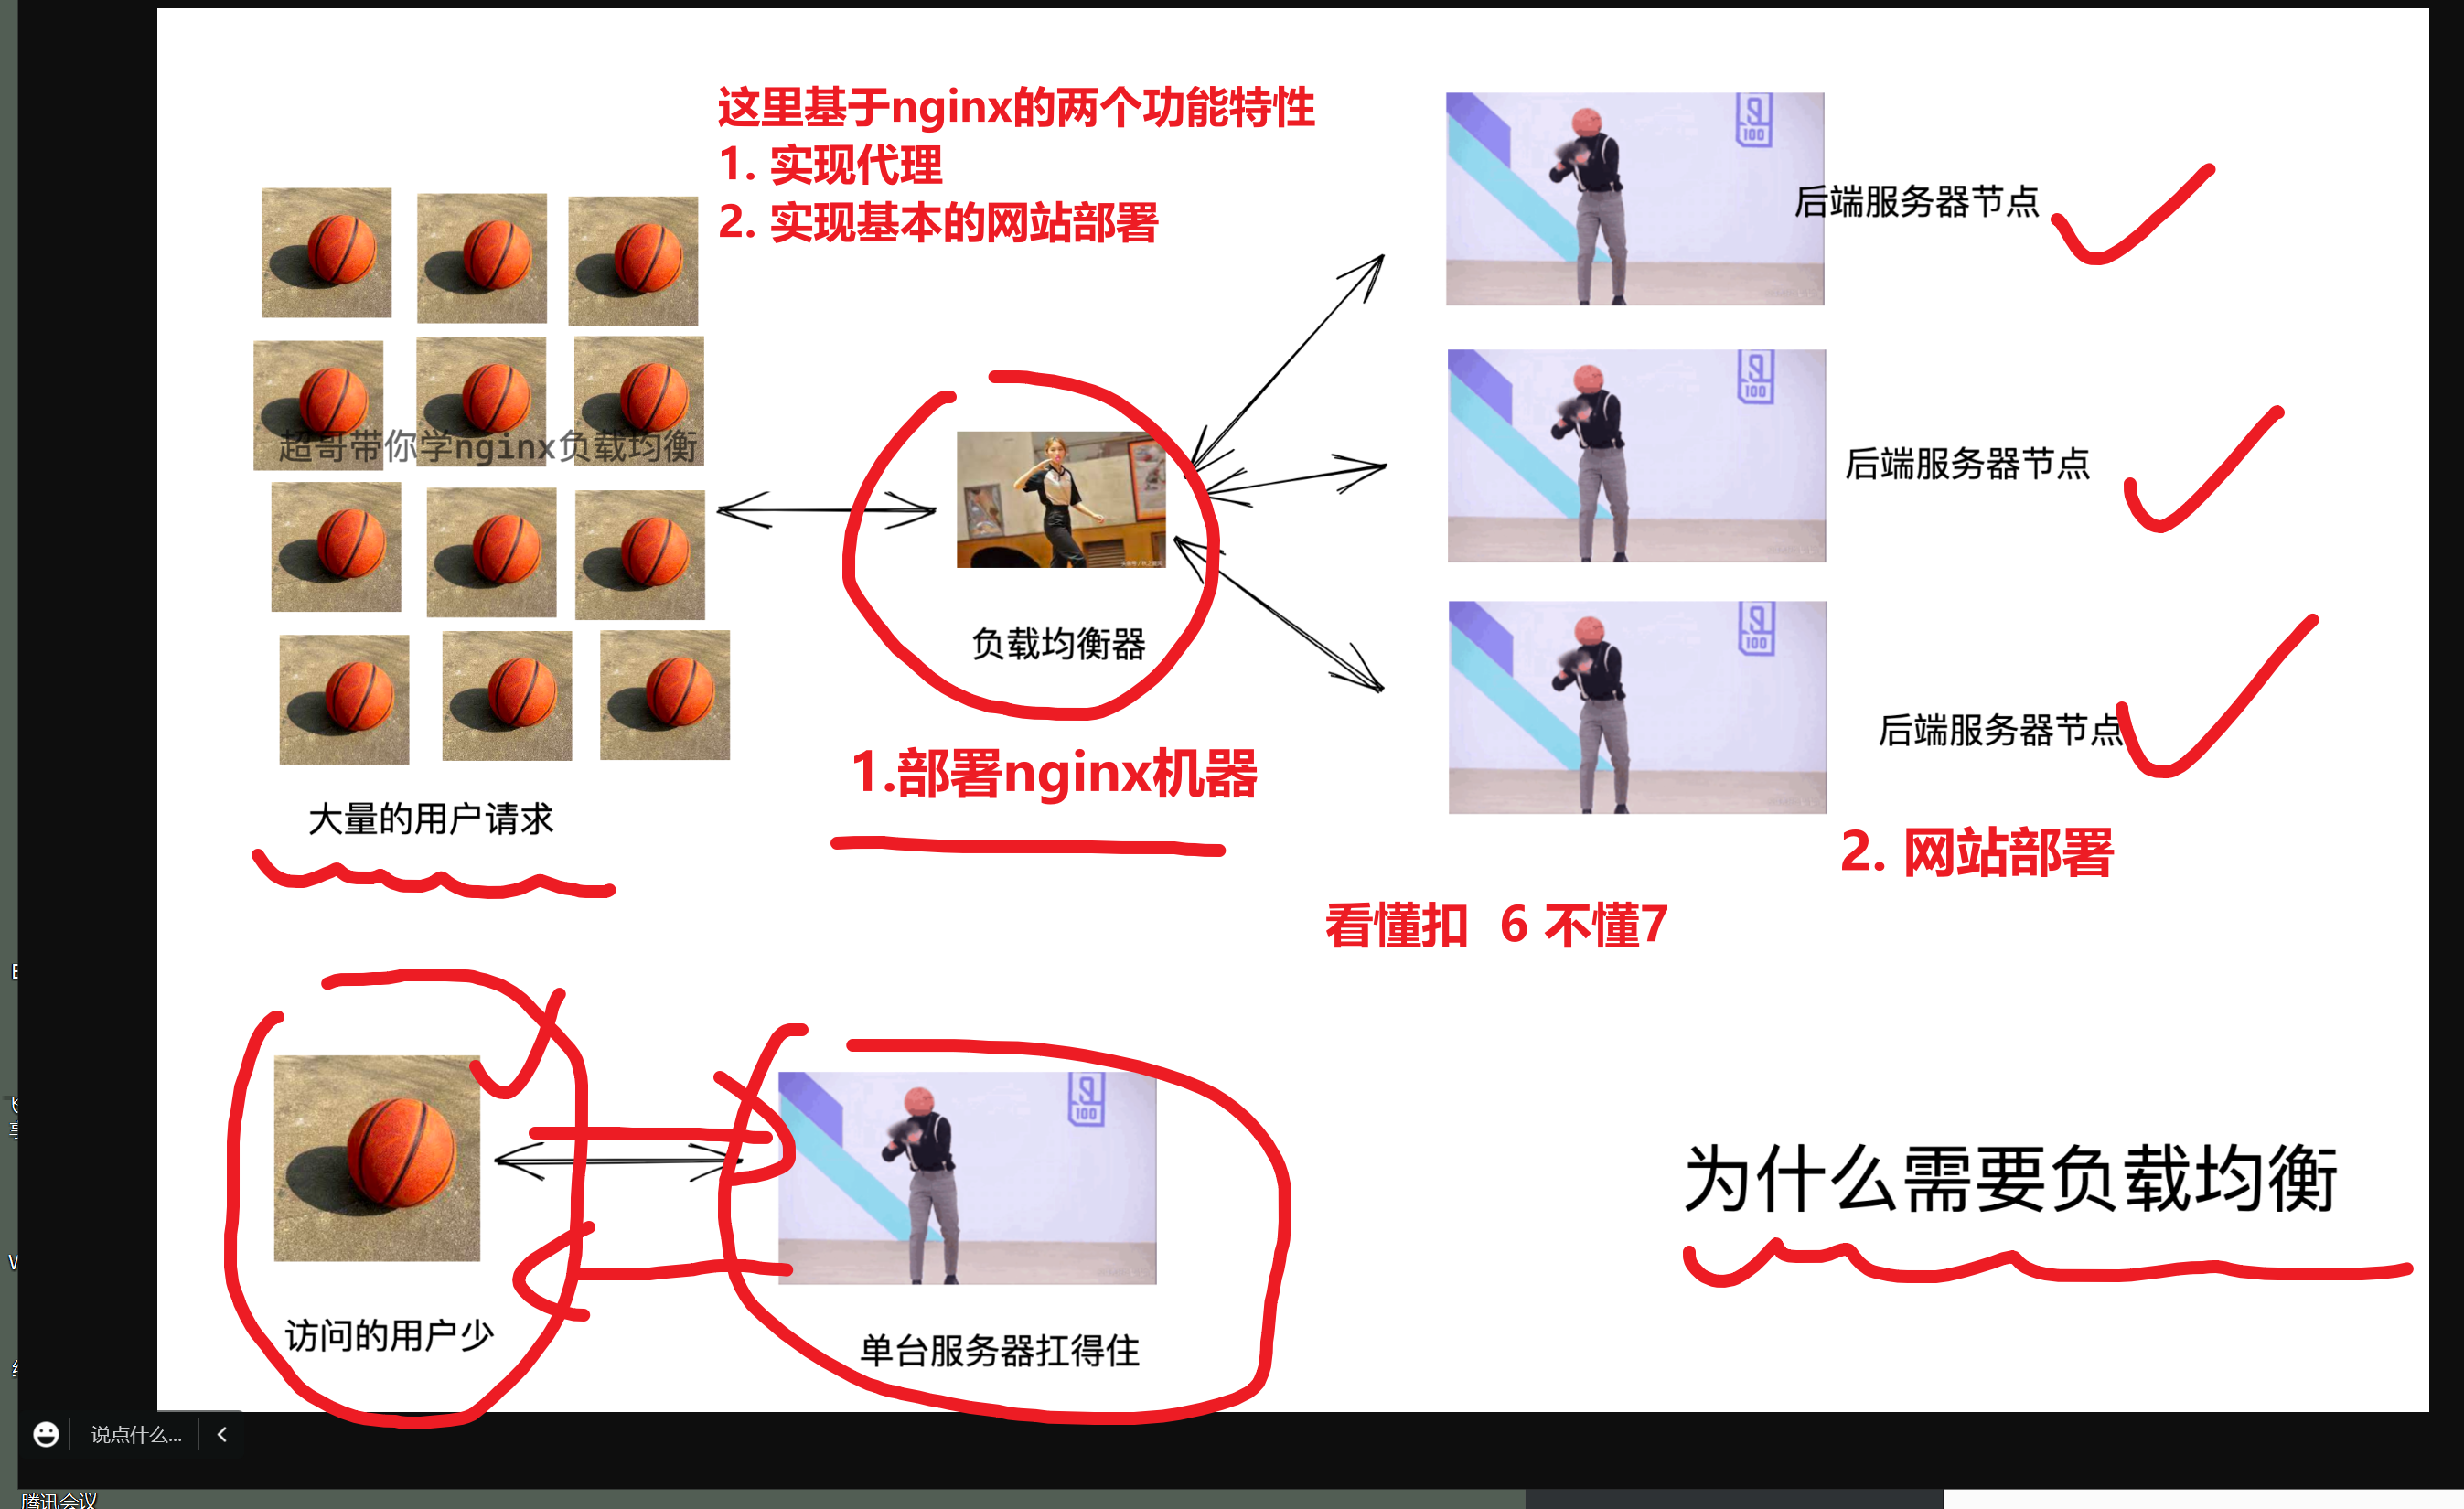 这里基于nginx的两个功能特性
1. 实现代理
2. 实现基本的网站部署
100
后端服务器节点
超哥带你学nginx负载均衡
100
后端服务器节点
负载均衡器
100
后端服务器节点
1.部署nginx机器
大量的用户请求
2. 网站部署
看懂扣 6 不懂7
100
为什么需要负载均衡
访问的用户少
单台服务器扛得住
说点什么...
腾讯会议